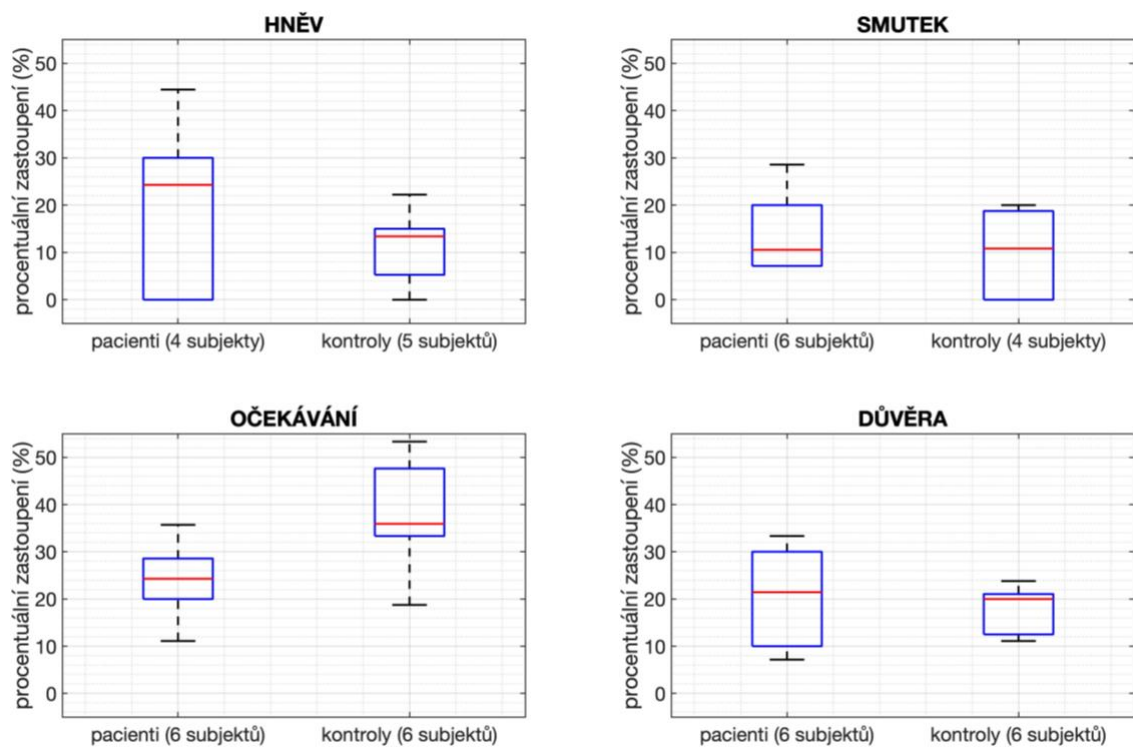 HNĚV
procentuální zastoupení (%)
50
40
30
20
10
0
pacienti (4 subjekty)
kontroly (5 subjektů)
SMUTEK
procentuální zastoupení (%)
50
40
30
20
10
0
pacienti (6 subjektů)
kontroly (4 subjekty)
OČEKÁVÁNÍ
procentuální zastoupení (%)
50
40
30
20
10
0
pacienti (6 subjektů)
kontroly (6 subjektů)
DŮVĚRA
procentuální zastoupení (%)
50
40
30
20
10
0
pacienti (6 subjektů)
kontroly (6 subjektů)